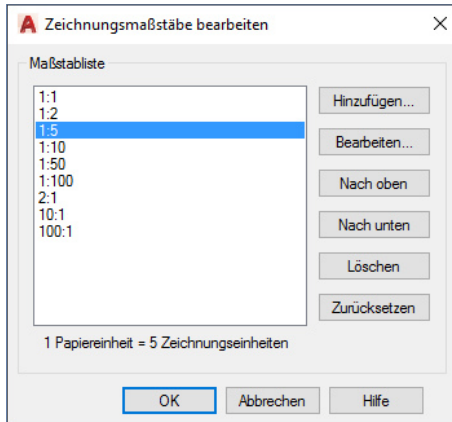 Zeichnungsmaßstäbe bearbeiten
Maßstabliste
1:1
1:2
1:5
1:10
1:50
1:100
2:1
10:1
100:1
Hinzufügen...
Bearbeiten...
Nach oben
Nach unten
Löschen
Zurücksetzen
1 Papiereinheit = 5 Zeichnungseinheiten
OK Abbrechen Hilfe